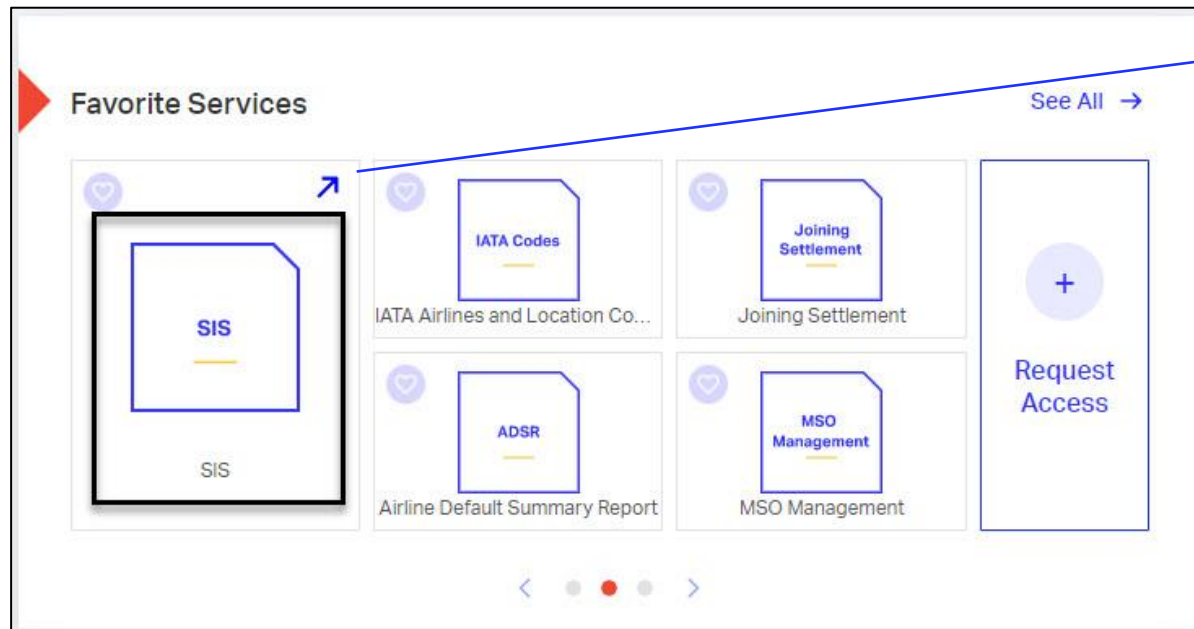 Favorite Services
See All →
SIS
SIS
IATA Codes
IATA Airlines and Location Co...
Joining
Settlement
Joining Settlement
ADSR
Airline Default Summary Report
MSO
Management
MSO Management
+
Request
Access